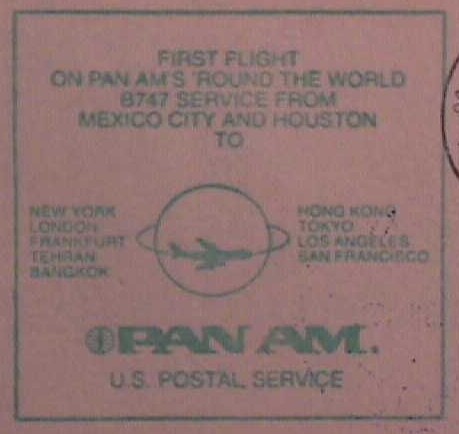 FIRST FLIGHT
ON PAN AM'S 'ROUND THE WORLD
B747 SERVICE FROM
MEXICO CITY AND HOUSTON
TO
NEW YORK
LONDON
FRANKFURT
TEHRAN
BANGKOK
HONG KONG
TOKYO
LOS ANGELES
SAN FRANCISCO
PAN AM.
U.S. POSTAL SERVICE